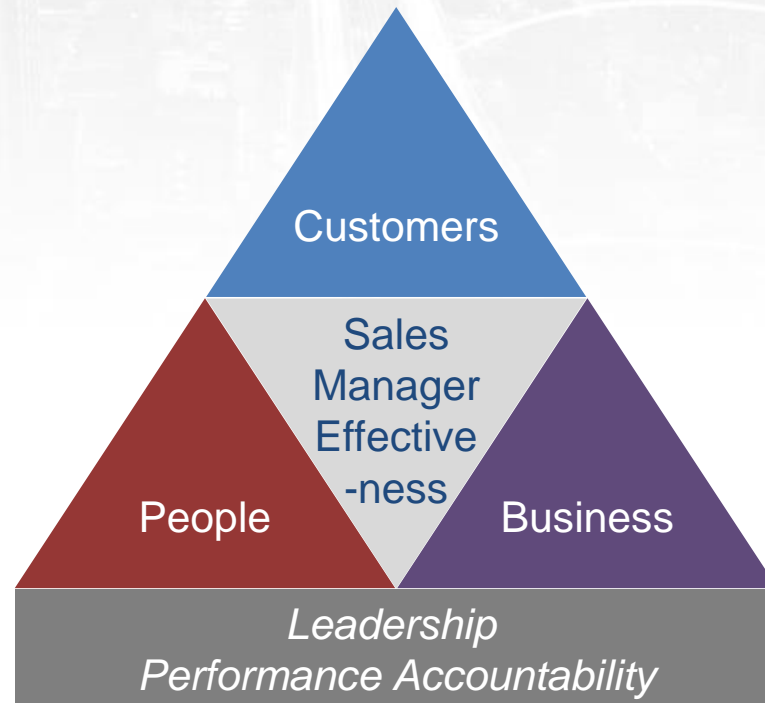 Customers
Sales
Manager
Effective
-ness
People
Business
Leadership
Performance Accountability